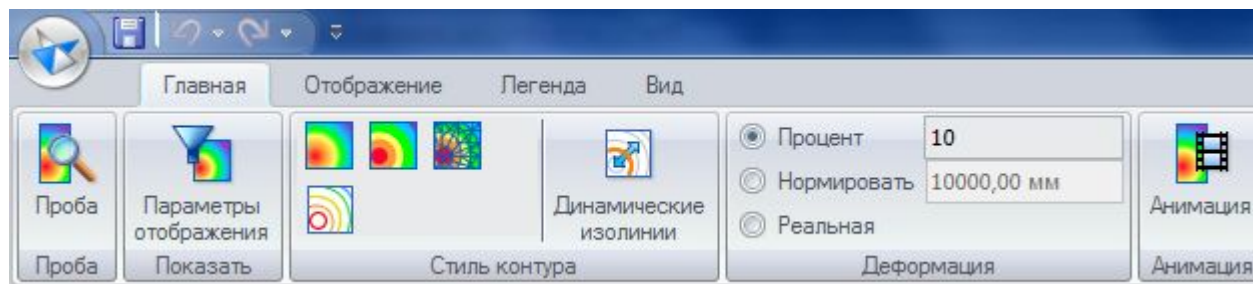 Главная Отображение Легенда Вид
Проба
Параметры
отображения
Динамические
изолинии
Процент 10
Нормировать 10000,00 мм
Реальная
Анимация
Проба Показать Стиль контура Деформация Анимация